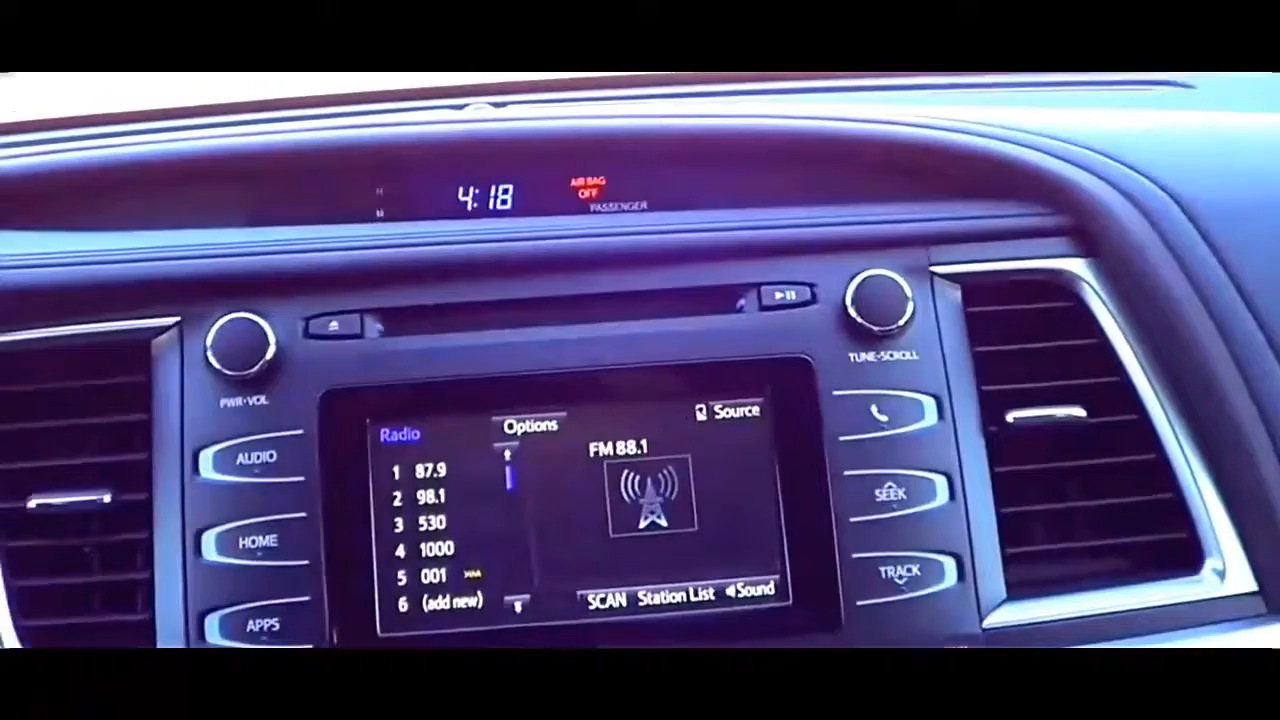 H
M
4:18
AIR BAG
OFF
PASSENGER
PWR•VOL
TUNE•SCROLL
AUDIO
HOME
APPS
Radio
Options
Source
FM 88.1
1 87.9
2 98.1
3 530
4 1000
5 001
6 (add new)
SCAN
Station List
Sound
SEEK
TRACK